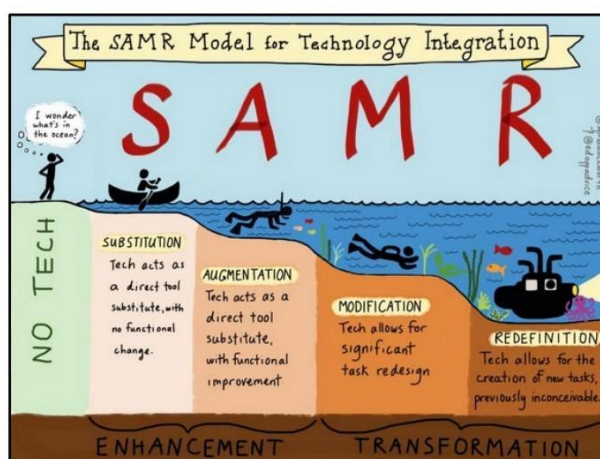 The SAMR Model for Technology Integration
S A M R
I wonder
what's in
the ocean?
NO TECH
SUBSTITUTION
Tech acts as
a direct tool
substitute, with
no functional
change.
AUGMENTATION
Tech acts as a
direct tool
substitute,
with functional
improvement
MODIFICATION
Tech allows for
significant
task redesign
REDEFINITION
Tech allows for the
creation of new tasks,
previously inconceivable.
ENHANCEMENT
TRANSFORMATION